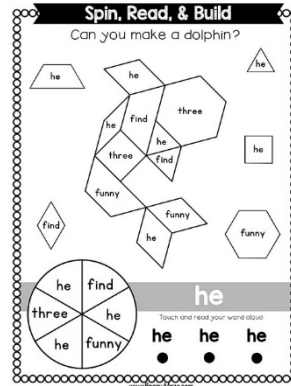 Spin, Read, & Build
Can you make a dolphin?
he
he
he
three
find
he
he
three
find
he
funny
funny
he
find
funny
he
find
three
he
he
funny
he
Touch and read your word aloud
he he he